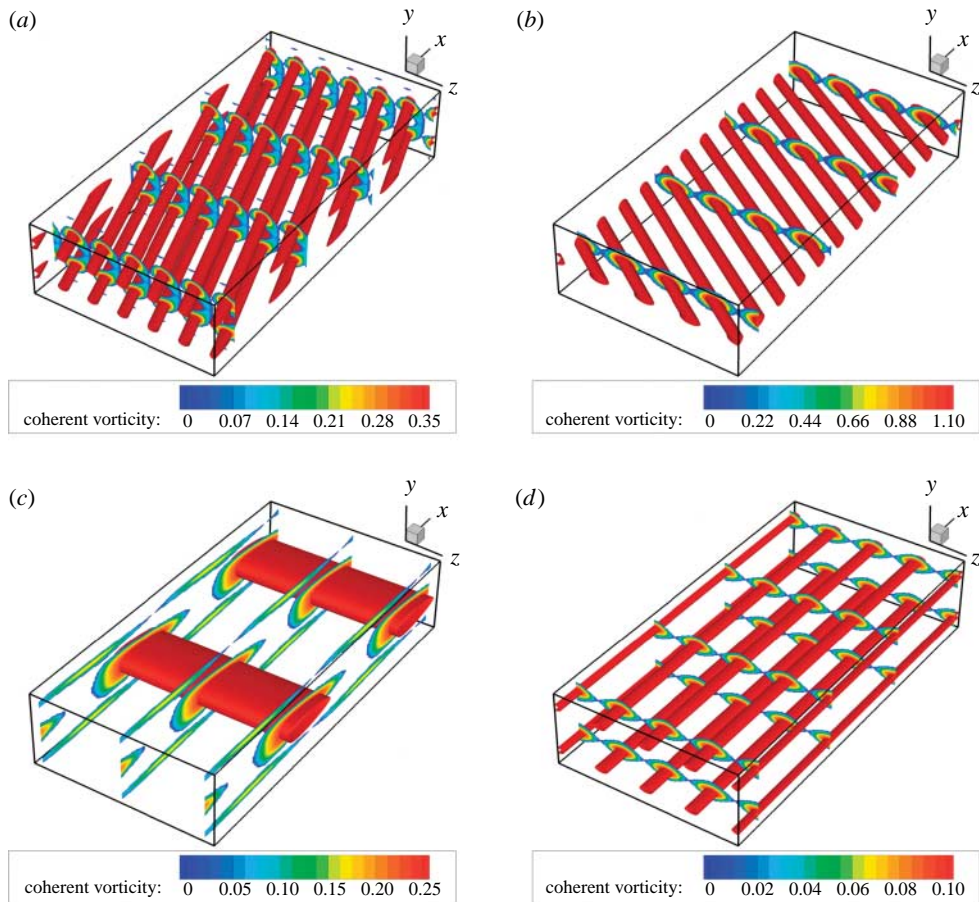 (a)
y
x
z
coherent vorticity:
0 0.07 0.14 0.21 0.28 0.35
(b)
y
x
z
coherent vorticity:
0 0.22 0.44 0.66 0.88 1.10
(c)
y
x
z
coherent vorticity:
0 0.05 0.10 0.15 0.20 0.25
(d)
y
x
z
coherent vorticity:
0 0.02 0.04 0.06 0.08 0.10